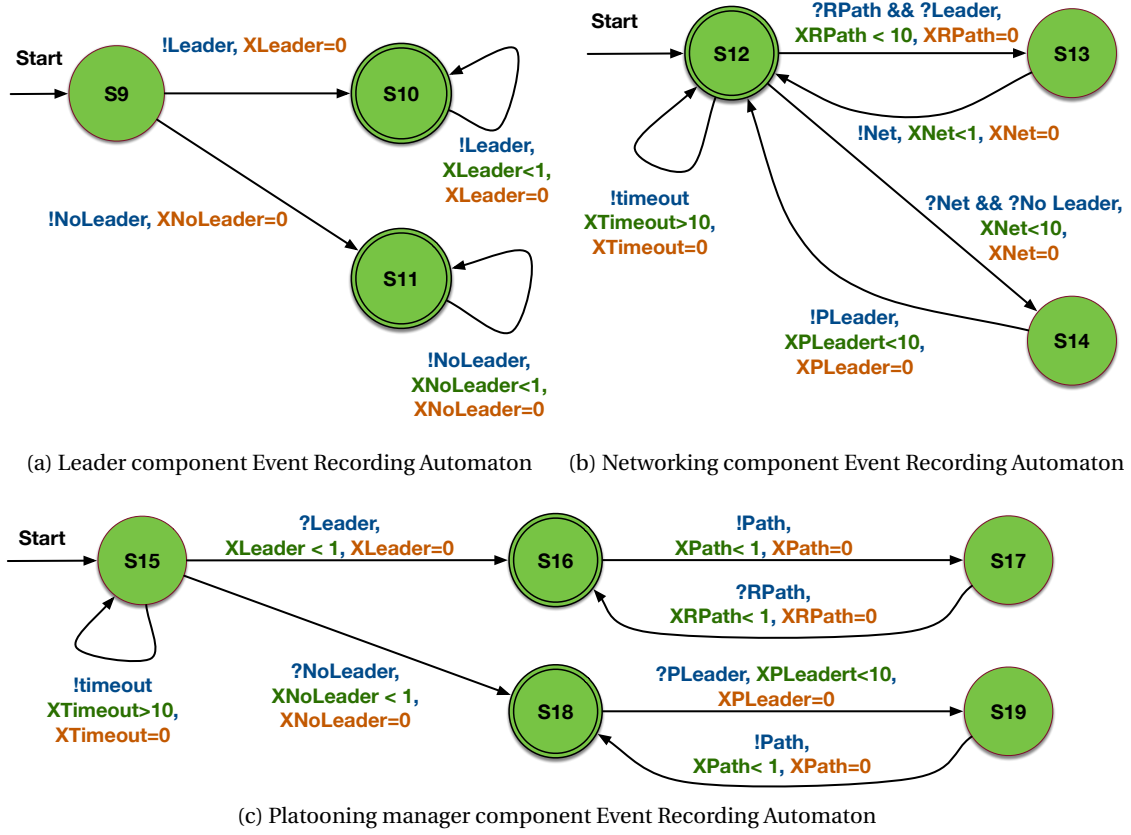 Start
S9
!Leader, XLeader=0
S10
!Leader,
XLeader<1,
XLeader=0
!NoLeader, XNoLeader=0
S11
!NoLeader,
XNoLeader<1,
XNoLeader=0
(a) Leader component Event Recording Automaton
Start
S12
?RPath && ?Leader,
XRPath < 10, XRPath=0
S13
!Net, XNet<1, XNet=0
!timeout
XTimeout>10,
XTimeout=0
?Net && ?No Leader,
XNet<10,
XNet=0
!PLeader,
XPLeadert<10,
XPLeader=0
S14
(b) Networking component Event Recording Automaton
Start
S15
?Leader,
XLeader < 1, XLeader=0
S16
!Path,
XPath< 1, XPath=0
S17
?RPath,
XRPath< 1, XRPath=0
!timeout
XTimeout>10,
XTimeout=0
?NoLeader,
XNoLeader < 1,
XNoLeader=0
S18
?PLeader, XPLeadert<10,
XPLeader=0
S19
!Path,
XPath< 1, XPath=0
(c) Platooning manager component Event Recording Automaton